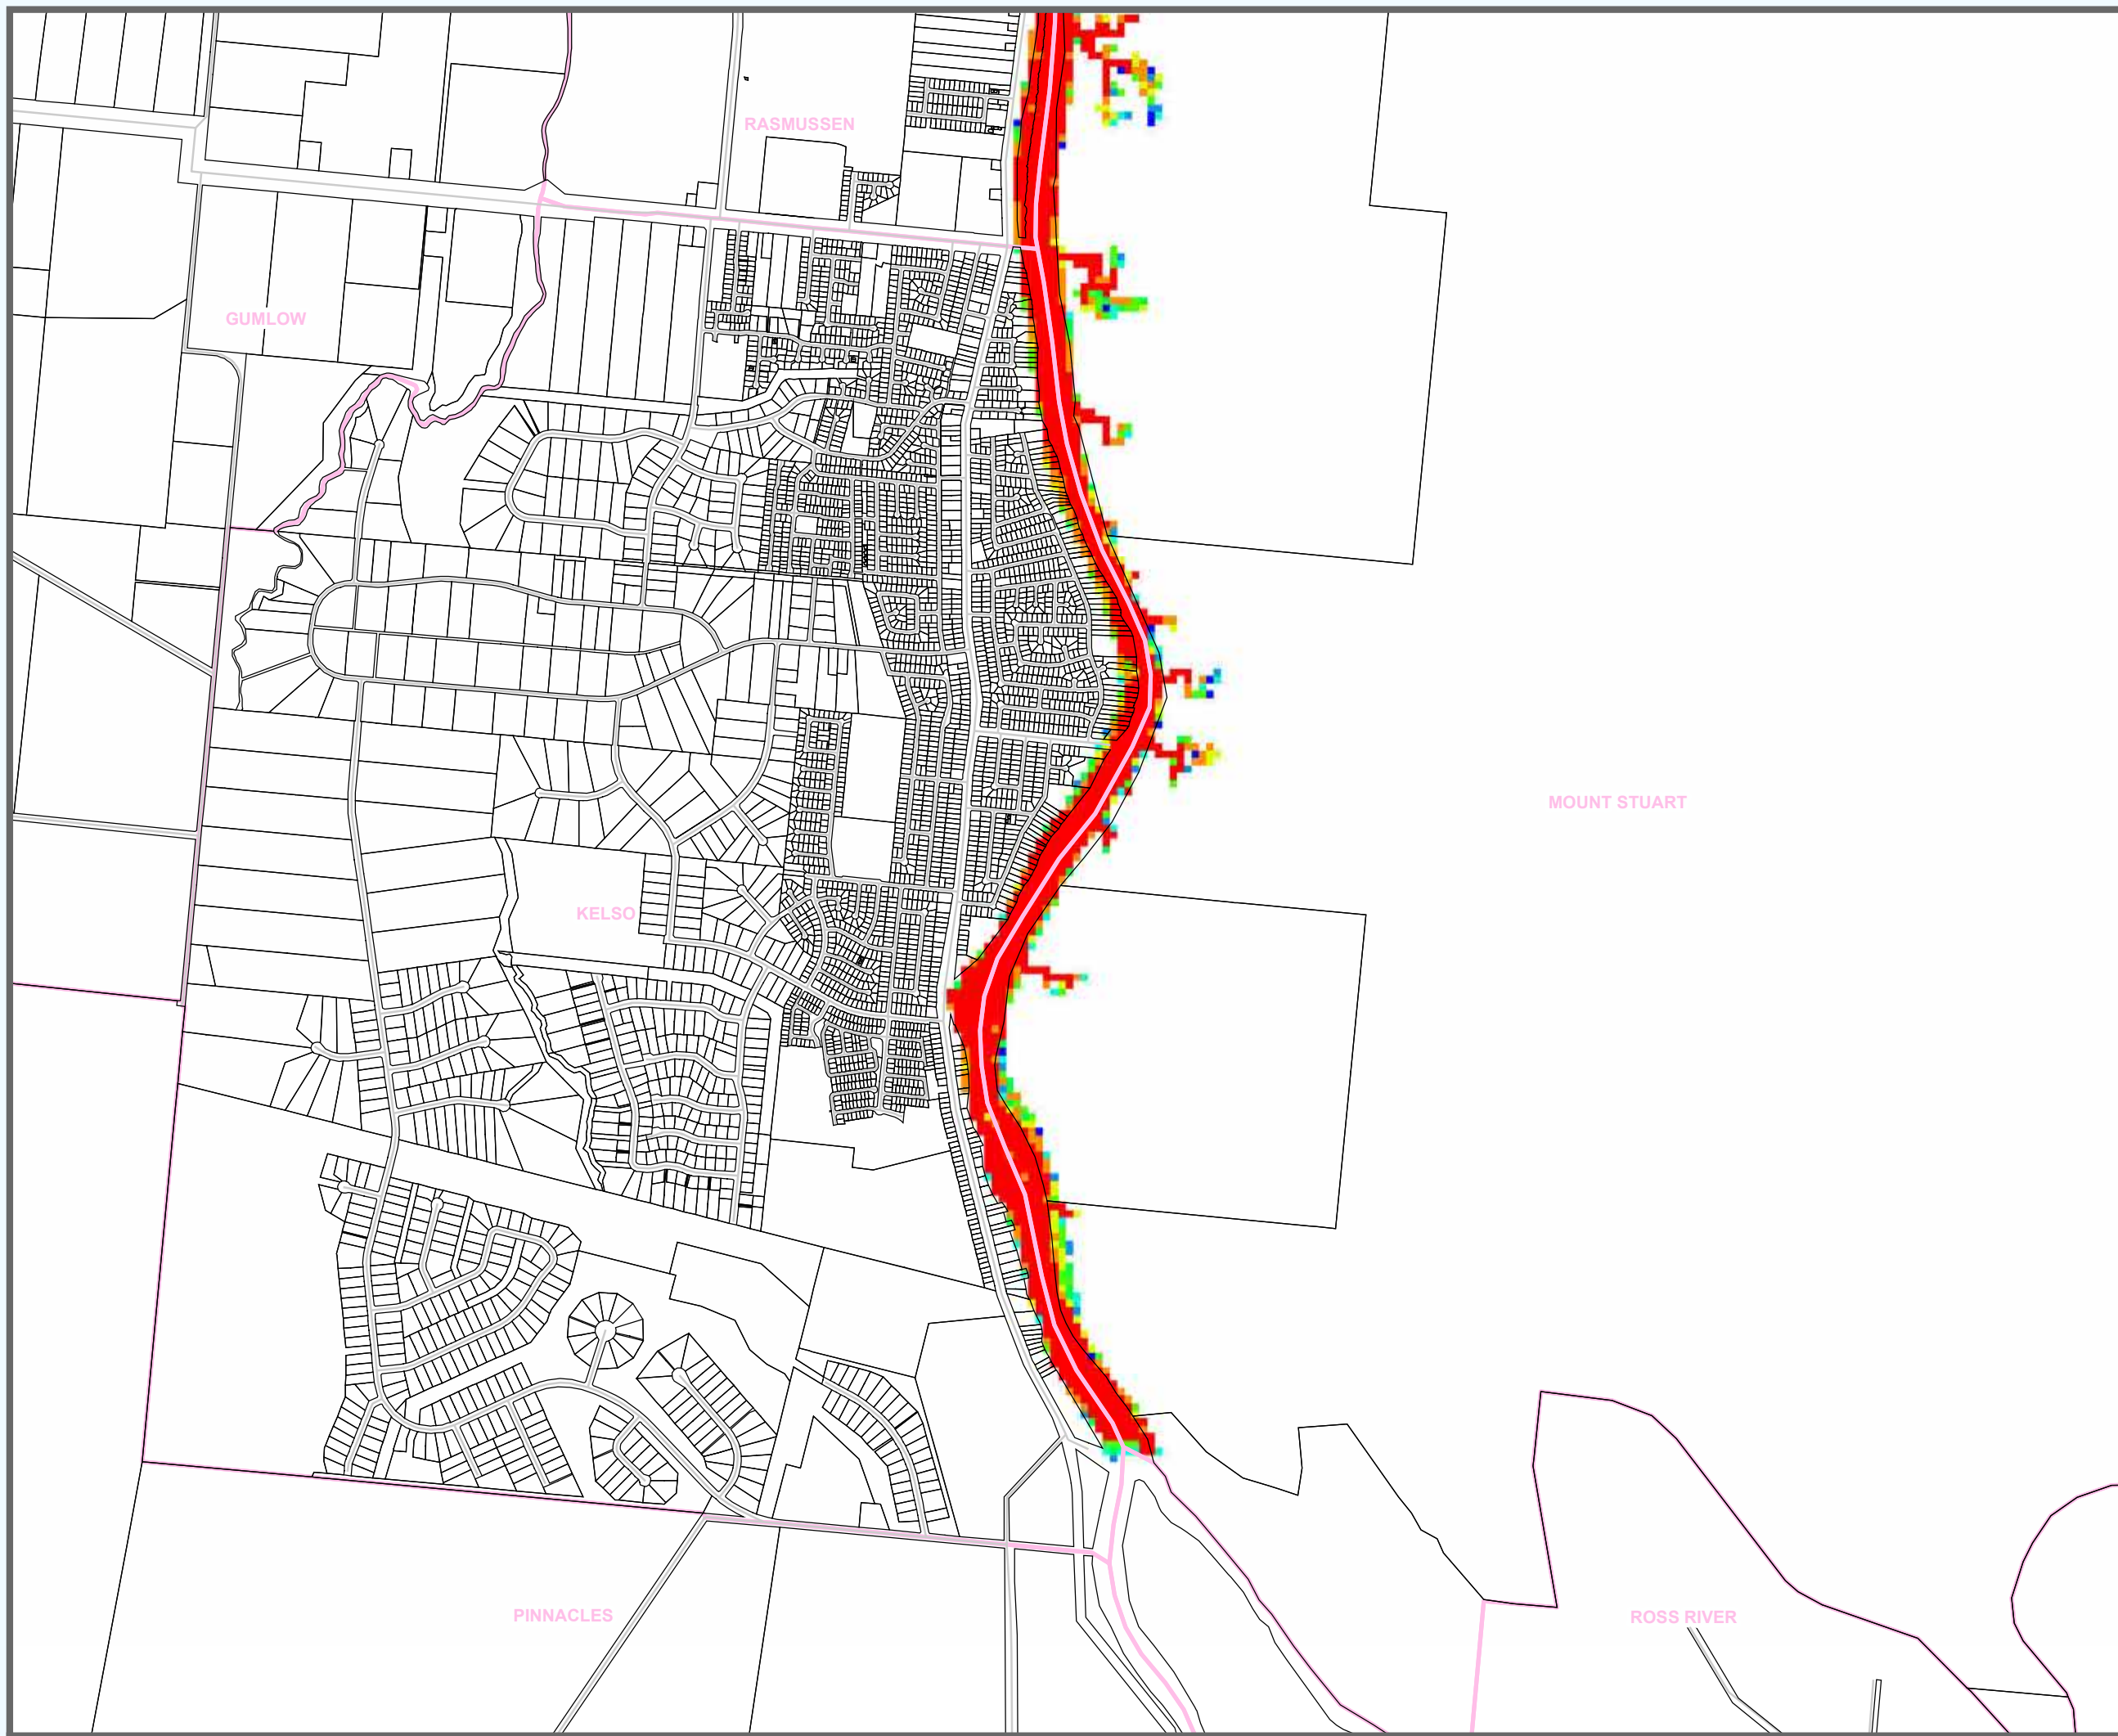 RASMUSSEN
GUMLOW
MOUNT STUART
KELSO
PINNACLES
ROSS RIVER